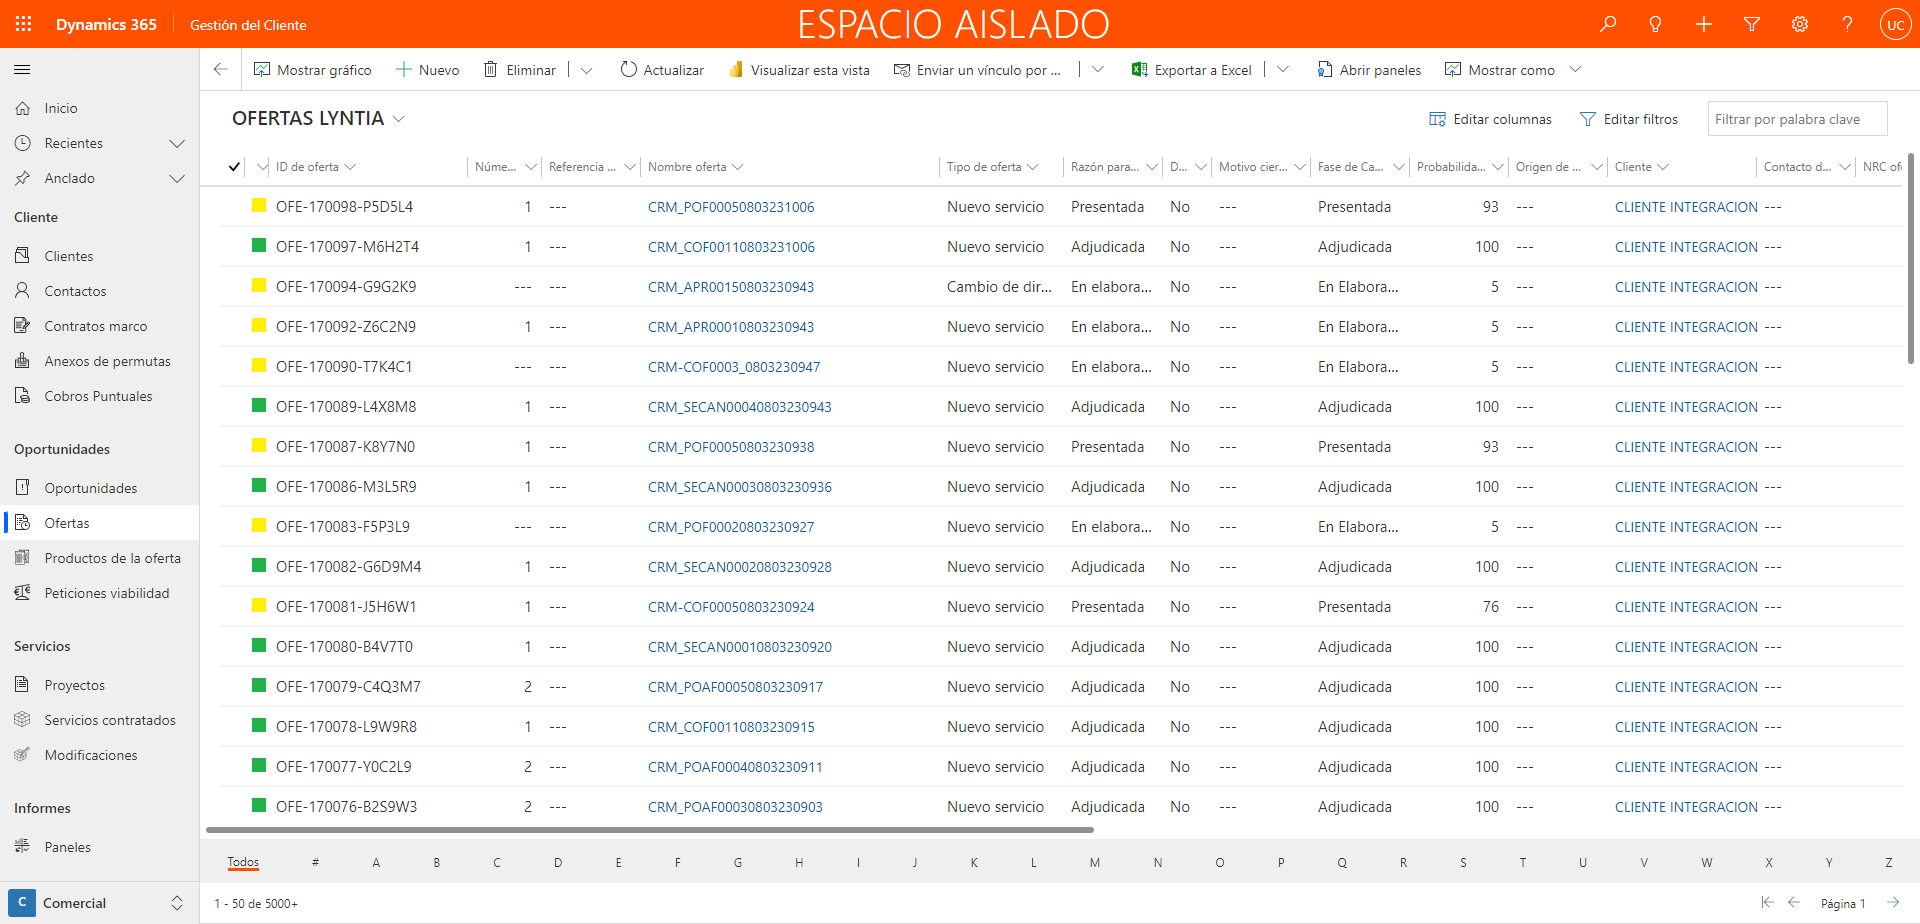 Dynamics 365 Gestión del Cliente ESPACIO AISLADO UC
Mostrar gráfico Nuevo Eliminar Actualizar Visualizar esta vista Enviar un vínculo por ... Exportar a Excel Abrir paneles Mostrar como
Inicio
Recientes
Anclado
Cliente
Clientes
Contactos
Contratos marco
Anexos de permutas
Cobros Puntuales
Oportunidades
Oportunidades
Ofertas
Productos de la oferta
Peticiones viabilidad
Servicios
Proyectos
Servicios contratados
Modificaciones
Informes
Paneles
C Comercial
OFERTAS LYNTIA Editar columnas Editar filtros Filtrar por palabra clave
ID de oferta Núme... Referencia ... Nombre oferta Tipo de oferta Razón para... D... Motivo cier... Fase de Ca... Probabilida... Origen de ... Cliente Contacto d... NRC of
OFE-170098-P5D5L4 1 --- CRM_POF00050803231006 Nuevo servicio Presentada No --- Presentada 93 --- CLIENTE INTEGRACION ---
OFE-170097-M6H2T4 1 --- CRM_COF00110803231006 Nuevo servicio Adjudicada No --- Adjudicada 100 --- CLIENTE INTEGRACION ---
OFE-170094-G9G2K9 --- --- CRM_APR00150803230943 Cambio de dir... En elabora... No --- En Elabora... 5 --- CLIENTE INTEGRACION ---
OFE-170092-Z6C2N9 1 --- CRM_APR00010803230943 Nuevo servicio En elabora... No --- En Elabora... 5 --- CLIENTE INTEGRACION ---
OFE-170090-T7K4C1 --- --- CRM-COF0003_0803230947 Nuevo servicio En elabora... No --- En Elabora... 5 --- CLIENTE INTEGRACION ---
OFE-170089-L4X8M8 1 --- CRM_SECAN00040803230943 Nuevo servicio Adjudicada No --- Adjudicada 100 --- CLIENTE INTEGRACION ---
OFE-170087-K8Y7N0 1 --- CRM_POF00050803230938 Nuevo servicio Presentada No --- Presentada 93 --- CLIENTE INTEGRACION ---
OFE-170086-M3L5R9 1 --- CRM_SECAN00030803230936 Nuevo servicio Adjudicada No --- Adjudicada 100 --- CLIENTE INTEGRACION ---
OFE-170083-F5P3L9 --- --- CRM_POF00020803230927 Nuevo servicio En elabora... No --- En Elabora... 5 --- CLIENTE INTEGRACION ---
OFE-170082-G6D9M4 1 --- CRM_SECAN00020803230928 Nuevo servicio Adjudicada No --- Adjudicada 100 --- CLIENTE INTEGRACION ---
OFE-170081-J5H6W1 1 --- CRM-COF00050803230924 Nuevo servicio Presentada No --- Presentada 76 --- CLIENTE INTEGRACION ---
OFE-170080-B4V7T0 1 --- CRM_SECAN00010803230920 Nuevo servicio Adjudicada No --- Adjudicada 100 --- CLIENTE INTEGRACION ---
OFE-170079-C4Q3M7 2 --- CRM_POAF00050803230917 Nuevo servicio Adjudicada No --- Adjudicada 100 --- CLIENTE INTEGRACION ---
OFE-170078-L9W9R8 1 --- CRM_COF00110803230915 Nuevo servicio Adjudicada No --- Adjudicada 100 --- CLIENTE INTEGRACION ---
OFE-170077-Y0C2L9 2 --- CRM_POAF00040803230911 Nuevo servicio Adjudicada No --- Adjudicada 100 --- CLIENTE INTEGRACION ---
OFE-170076-B2S9W3 2 --- CRM_POAF00030803230903 Nuevo servicio Adjudicada No --- Adjudicada 100 --- CLIENTE INTEGRACION ---
Todos # A B C D E F G H I J K L M N O P Q R S T U V W X Y Z
1 - 50 de 5000+ Página 1